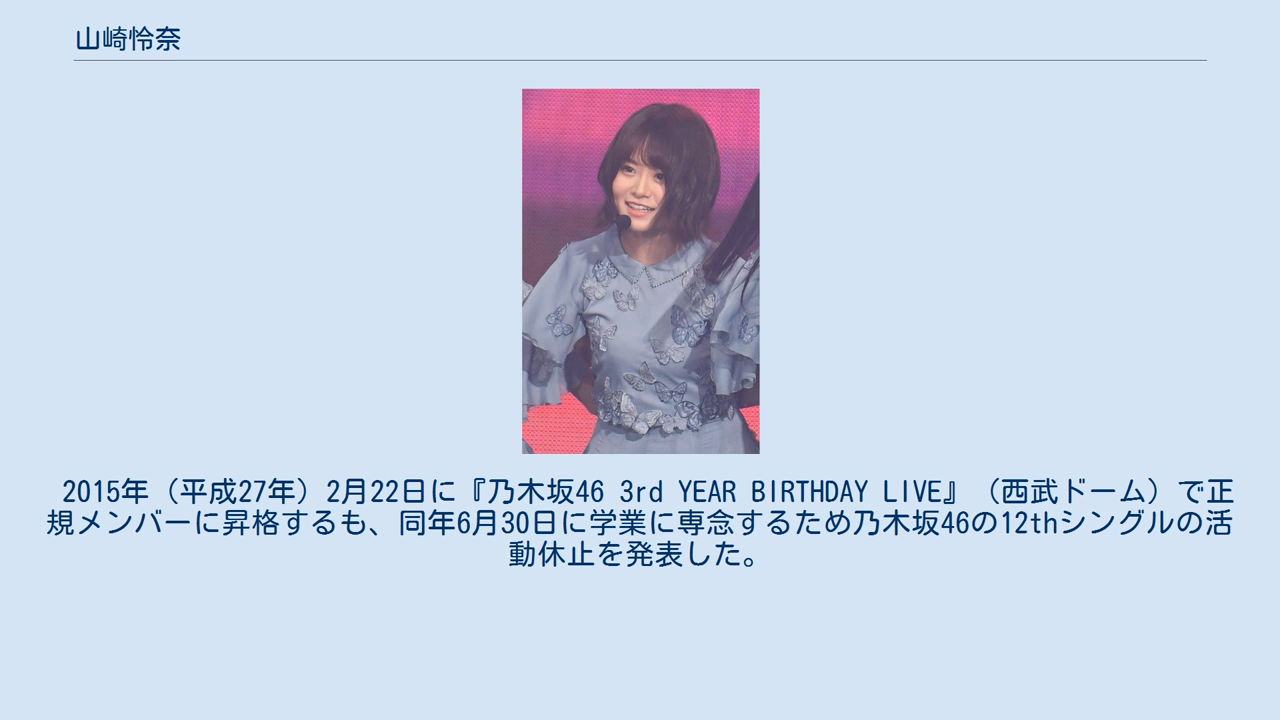 山崎怜奈
2015年（平成27年）2月22日に『乃木坂46 3rd YEAR BIRTHDAY LIVE』（西武ドーム）で正
規メンバーに昇格するも、同年6月30日に学業に専念するため乃木坂46の12thシングルの活
動休止を発表した。